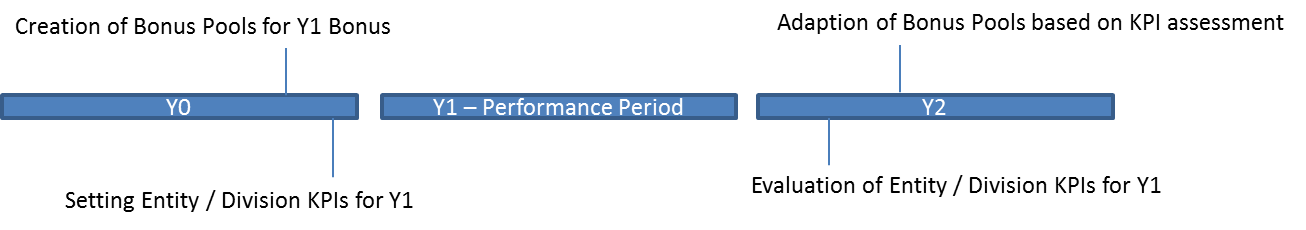 Creation of Bonus Pools for Y1 Bonus
Adaption of Bonus Pools based on KPI assessment
Y0
Y1 – Performance Period
Y2
Setting Entity / Division KPIs for Y1
Evaluation of Entity / Division KPIs for Y1